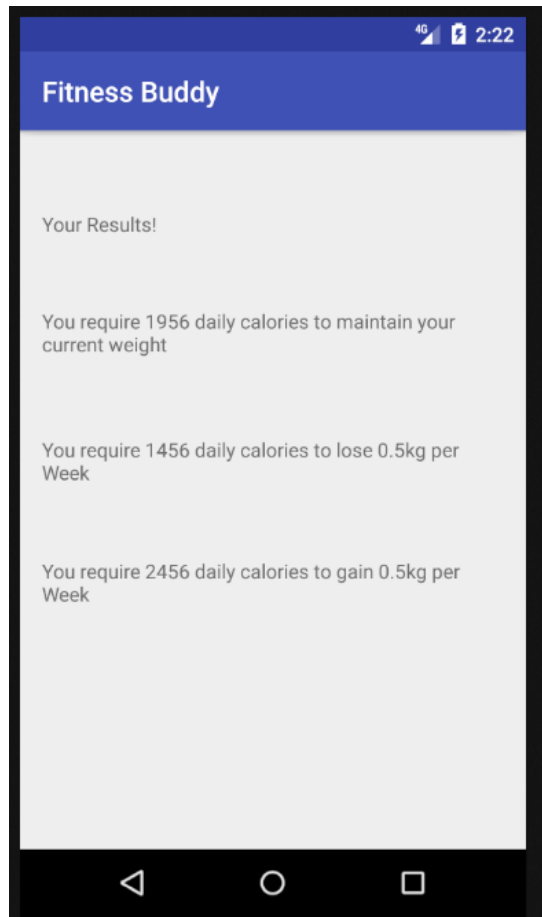 4G 2:22
Fitness Buddy
Your Results!
You require 1956 daily calories to maintain your
current weight
You require 1456 daily calories to lose 0.5kg per
Week
You require 2456 daily calories to gain 0.5kg per
Week